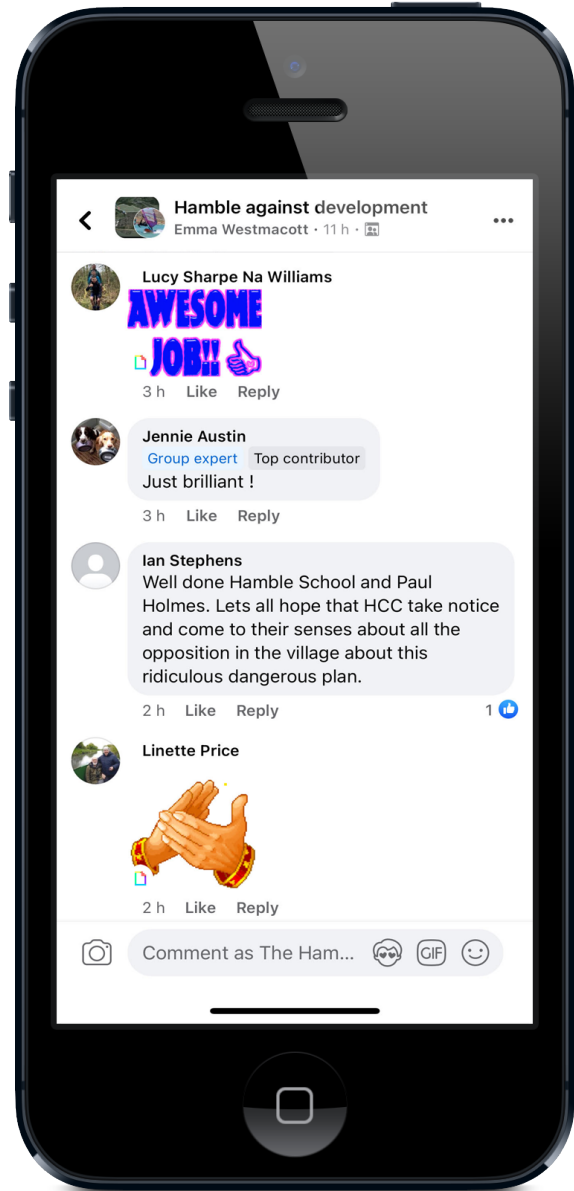 Hamble against development
Emma Westmacott · 11 h ·
Lucy Sharpe Na Williams
AWESOME
JOB!!
3 h Like Reply
Jennie Austin
Group expert Top contributor
Just brilliant !
3 h Like Reply
Ian Stephens
Well done Hamble School and Paul
Holmes. Lets all hope that HCC take notice
and come to their senses about all the
opposition in the village about this
ridiculous dangerous plan.
2 h Like Reply 1
Linette Price
2 h Like Reply
Comment as The Ham... GIF